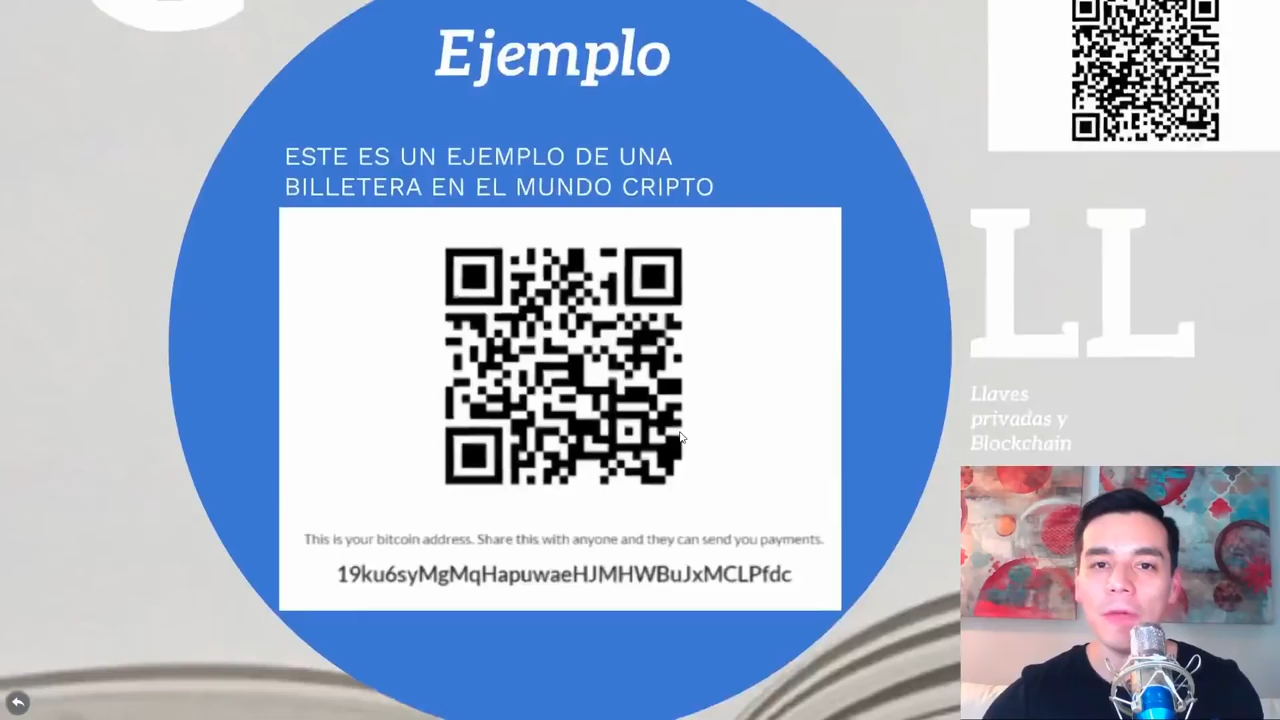 Ejemplo
ESTE ES UN EJEMPLO DE UNA
BILLETERA EN EL MUNDO CRIPTO
This is your bitcoin address. Share this with anyone and they can send you payments.
19ku6syMgMqHapuwaeHJMHWBuJxMCLPfdc
LL
Llaves
privadas y
Blockchain